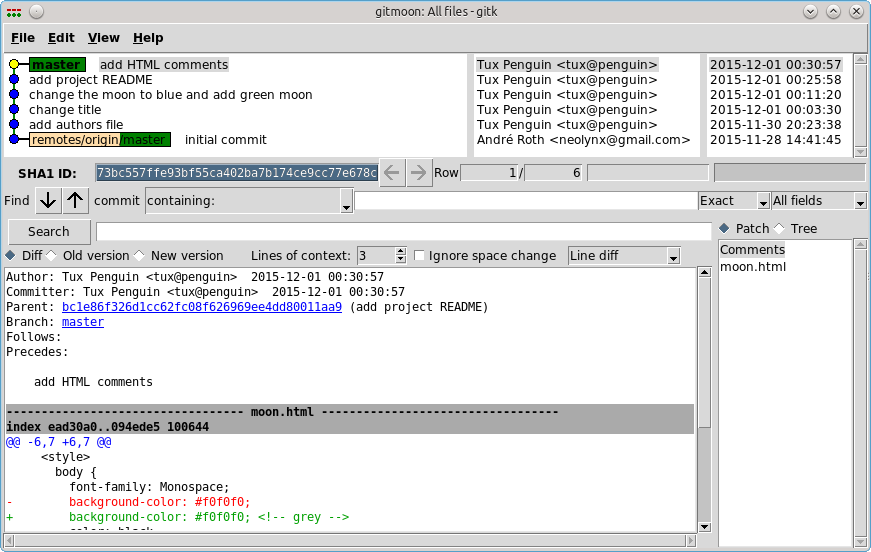 gitmoon: All files - gitk
File Edit View Help
master add HTML comments Tux Penguin <tux@penguin> 2015-12-01 00:30:57
add project README Tux Penguin <tux@penguin> 2015-12-01 00:25:58
change the moon to blue and add green moon Tux Penguin <tux@penguin> 2015-12-01 00:11:20
change title Tux Penguin <tux@penguin> 2015-12-01 00:03:30
add authors file Tux Penguin <tux@penguin> 2015-11-30 20:23:38
remotes/origin/master initial commit André Roth <neolynx@gmail.com> 2015-11-28 14:41:45
SHA1 ID: 73bc557ffe93bf55ca402ba7b174ce9cc77e678c Row 1 / 6
Find commit containing: Exact All fields
Search Patch Tree
Diff Old version New version Lines of context: 3 Ignore space change Line diff
Comments
moon.html
Author: Tux Penguin <tux@penguin>  2015-12-01 00:30:57
Committer: Tux Penguin <tux@penguin>  2015-12-01 00:30:57
Parent: bc1e86f326d1cc62fc08f626969ee4dd80011aa9 (add project README)
Branch: master
Follows:
Precedes:
add HTML comments
---------------------------------- moon.html ----------------------------------
index ead30a0..094ede5 100644
@@ -6,7 +6,7 @@
<style>
body {
font-family: Monospace;
-        background-color: #f0f0f0;
+        background-color: #f0f0f0; <!-- grey -->
color: black